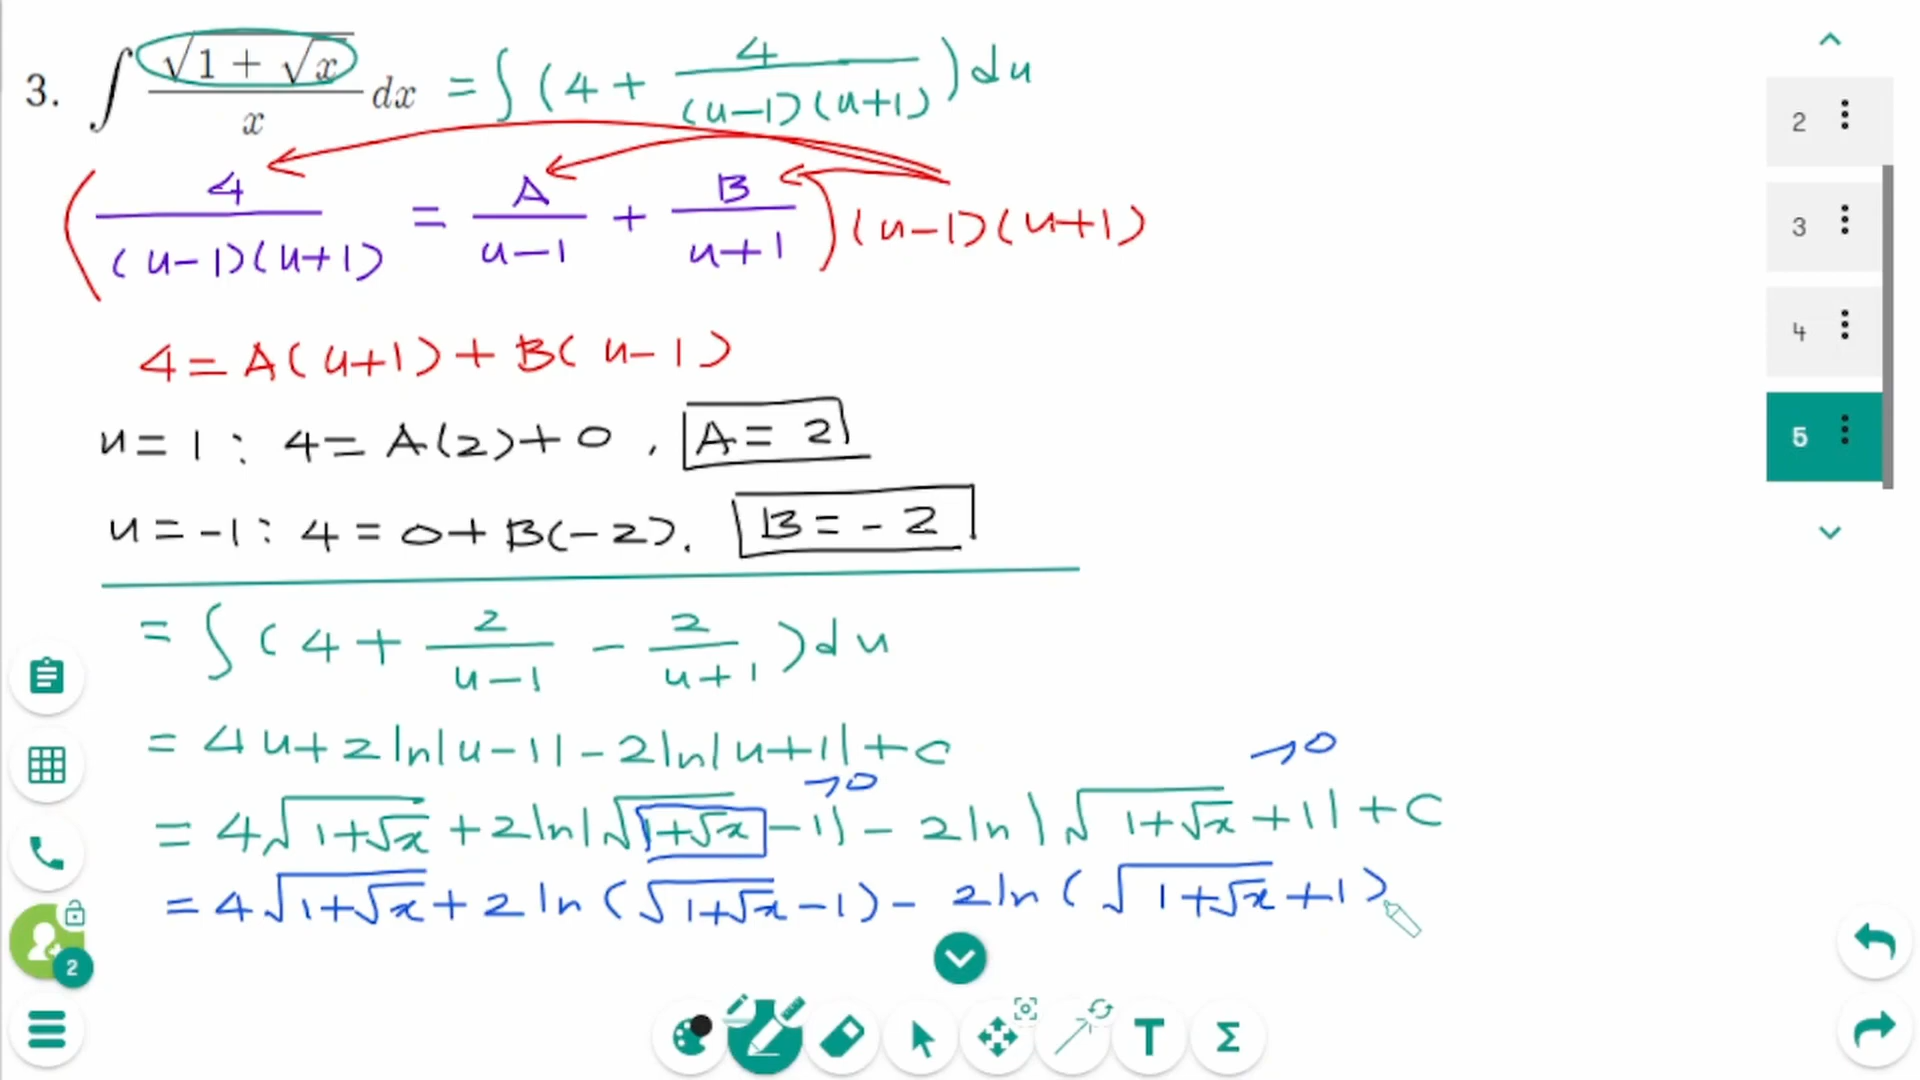 3. ∫ √(1 + √x) / x dx = ∫ (4 + 4/((u-1)(u+1))) du
( 4/((u-1)(u+1)) = A/(u-1) + B/(u+1) ) (u-1)(u+1)
4 = A(u+1) + B(u-1)
u = 1 : 4 = A(2) + 0 , A = 2
u = -1 : 4 = 0 + B(-2). B = -2
= ∫ (4 + 2/(u-1) - 2/(u+1)) du
= 4u + 2ln|u-1| - 2ln|u+1| + C
>0
>0
= 4√(1+√x) + 2ln|√(1+√x) -1| - 2ln|√(1+√x) +1| + C
= 4√(1+√x) + 2ln(√(1+√x) -1) - 2ln(√(1+√x) +1)
2
3
4
5
2
T
Σ